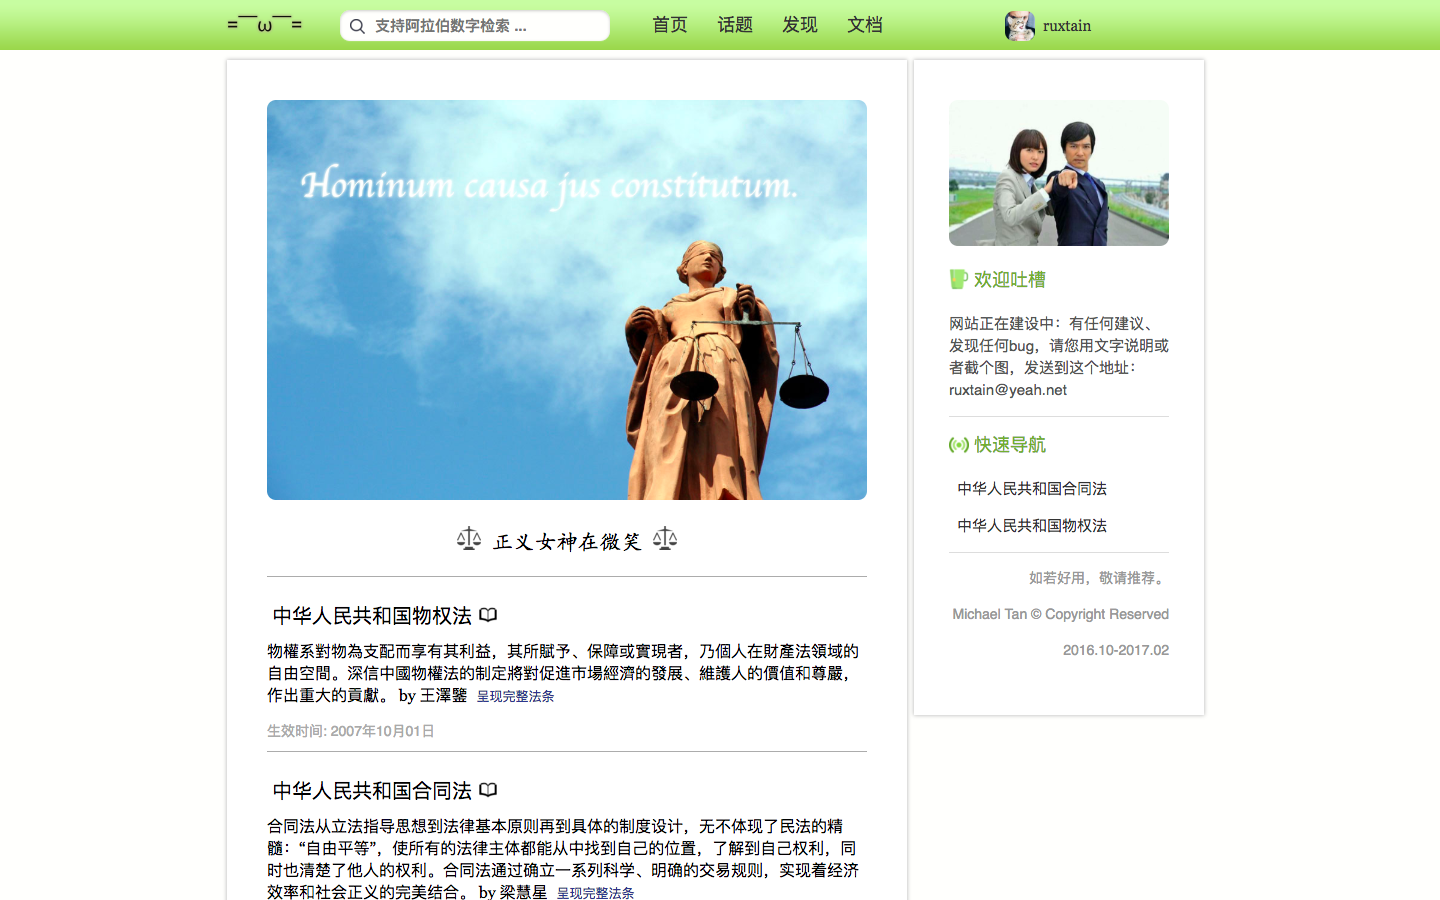 =￣ω￣=
支持阿拉伯数字检索 ...
首页 话题 发现 文档
ruxtain
Hominum causa jus constitutum.
正义女神在微笑
中华人民共和国物权法
物權系對物為支配而享有其利益，其所賦予、保障或實現者，乃個人在財產法領域的
自由空間。深信中國物權法的制定將對促進市場經濟的發展、維護人的價值和尊嚴，
作出重大的貢獻。 by 王澤鑒 呈现完整法条
生效时间: 2007年10月01日
中华人民共和国合同法
合同法从立法指导思想到法律基本原则再到具体的制度设计，无不体现了民法的精
髓：“自由平等”，使所有的法律主体都能从中找到自己的位置，了解到自己权利，同
时也清楚了他人的权利。合同法通过确立一系列科学、明确的交易规则，实现着经济
效率和社会正义的完美结合。 by 梁慧星 呈现完整法条
欢迎吐槽
网站正在建设中：有任何建议、
发现任何bug，请您用文字说明或
者截个图，发送到这个地址：
ruxtain@yeah.net
快速导航
中华人民共和国合同法
中华人民共和国物权法
如若好用，敬请推荐。
Michael Tan © Copyright Reserved
2016.10-2017.02